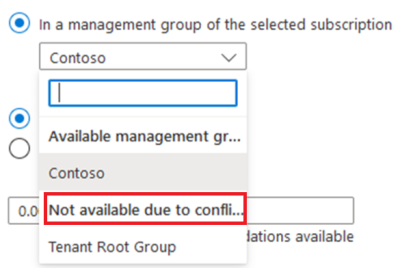 In a management group of the selected subscription
Contoso
Available management gr...
Contoso
Not available due to confli...
0.0
Tenant Root Group
dations available